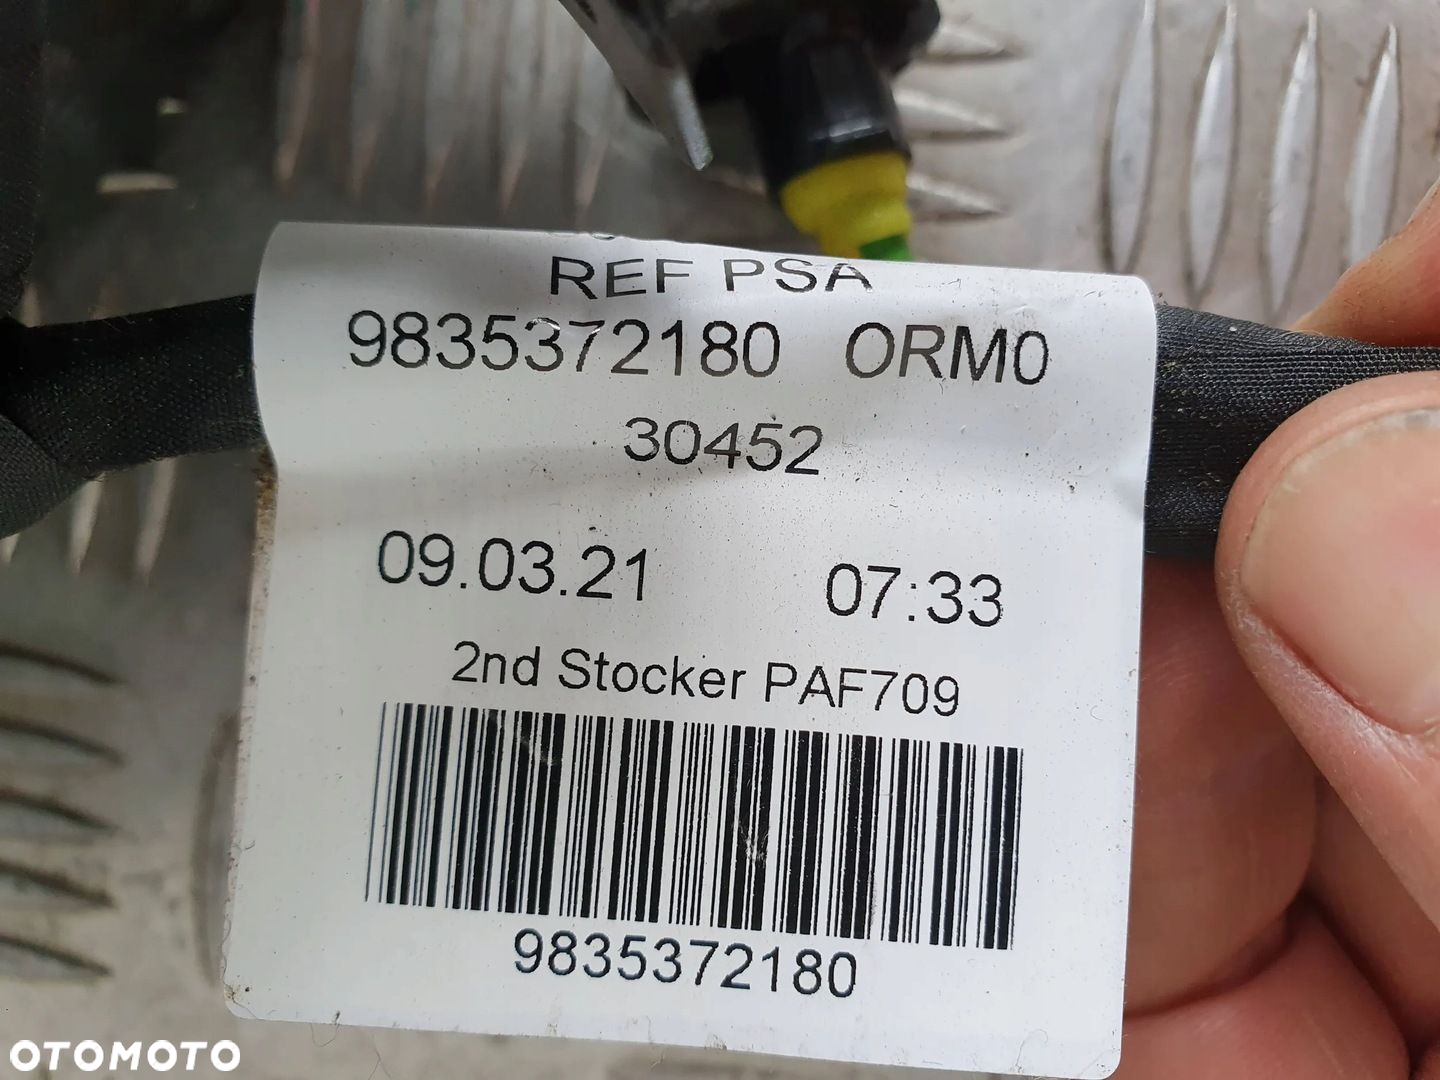 REF PSA
9835372180 ORM0
30452
09.03.21 07:33
2nd Stocker PAF709
9835372180
OTOMOTO